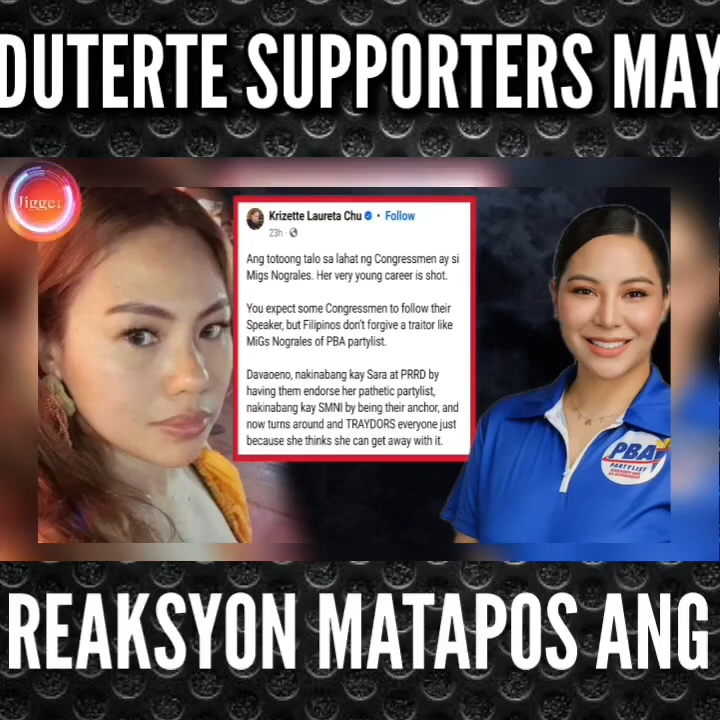 DUTERTE SUPPORTERS MAY
Jigger
Krizette Laureta Chu • Follow
23h
Ang totoong talo sa lahat ng Congressmen ay si
Migs Nograles. Her very young career is shot.
You expect some Congressmen to follow their
Speaker, but Filipinos don't forgive a traitor like
MiGs Nograles of PBA partylist.
Davaoeno, nakinabang kay Sara at PRRD by
having them endorse her pathetic partylist,
nakinabang kay SMNI by being their anchor, and
now turns around and TRAYDORS everyone just
because she thinks she can get away with it.
PBA
PARTYLIST
REAKSYON MATAPOS ANG